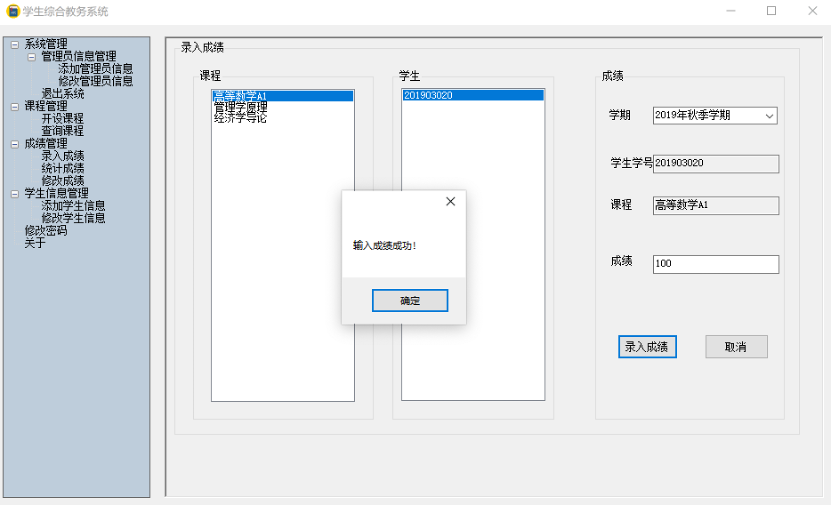 学生综合教务系统
系统管理
管理员信息管理
添加管理员信息
修改管理员信息
退出系统
课程管理
开设课程
查询课程
成绩管理
录入成绩
统计成绩
修改成绩
学生信息管理
添加学生信息
修改学生信息
修改密码
关于
录入成绩
课程
高等数学A1
管理学原理
经济学导论
学生
201903020
成绩
学期
2019年秋季学期
学生学号
201903020
课程
高等数学A1
成绩
100
录入成绩
取消
输入成绩成功!
确定